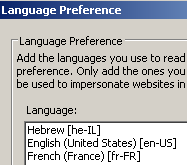 Language Preference
Language Preference
Add the languages you use to read
preference. Only add the ones you
be used to impersonate websites in
Language:
Hebrew [he-IL]
English (United States) [en-US]
French (France) [fr-FR]